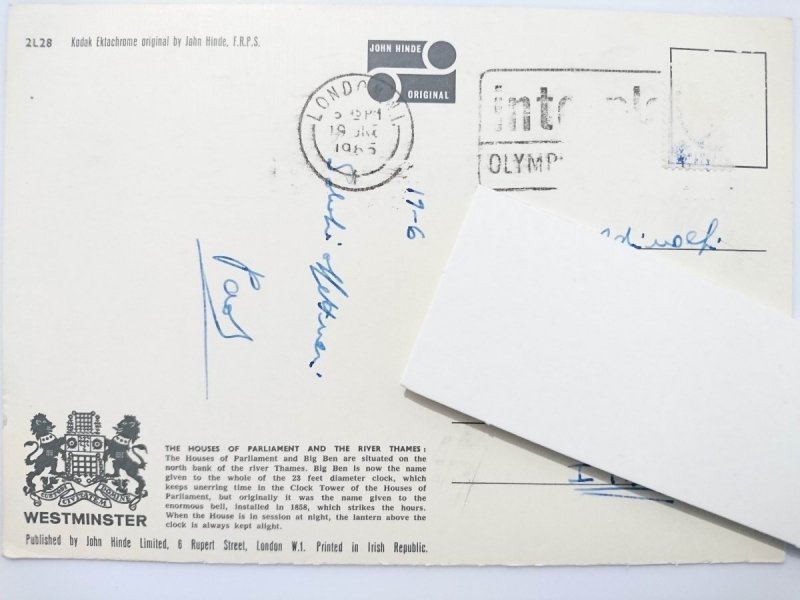 2L28 Kodak Ektachrome original by John Hinde, F.R.P.S.
JOHN HINDE
ORIGINAL
LONDON
1965
OLYMP
19-6
THE HOUSES OF PARLIAMENT AND THE RIVER THAMES:
The Houses of Parliament and Big Ben are situated on the
north bank of the river Thames. Big Ben is now the name
given to the whole of the 23 feet diameter clock, which
keeps unerring time in the Clock Tower of the Houses of
Parliament, but originally it was the name given to the
enormous bell, installed in 1858, which strikes the hours.
When the House is in session at night, the lantern above the
clock is always kept alight.
CUSTODI CIVITATEM DOMINE
WESTMINSTER
Published by John Hinde Limited, 6 Rupert Street, London W.1. Printed in Irish Republic.